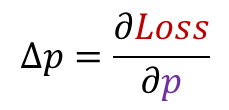 Δp = ∂Loss / ∂p